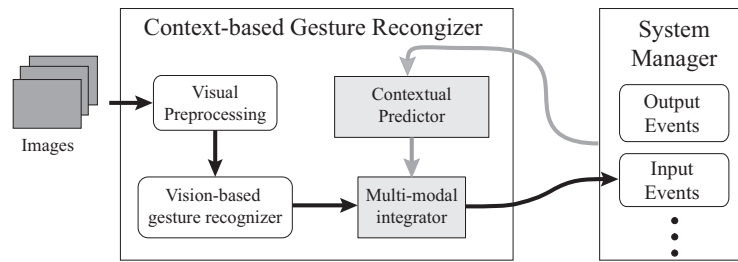 Context-based Gesture Recongizer
System
Manager
Images
Visual
Preprocessing
Contextual
Predictor
Output
Events
Vision-based
gesture recognizer
Multi-modal
integrator
Input
Events